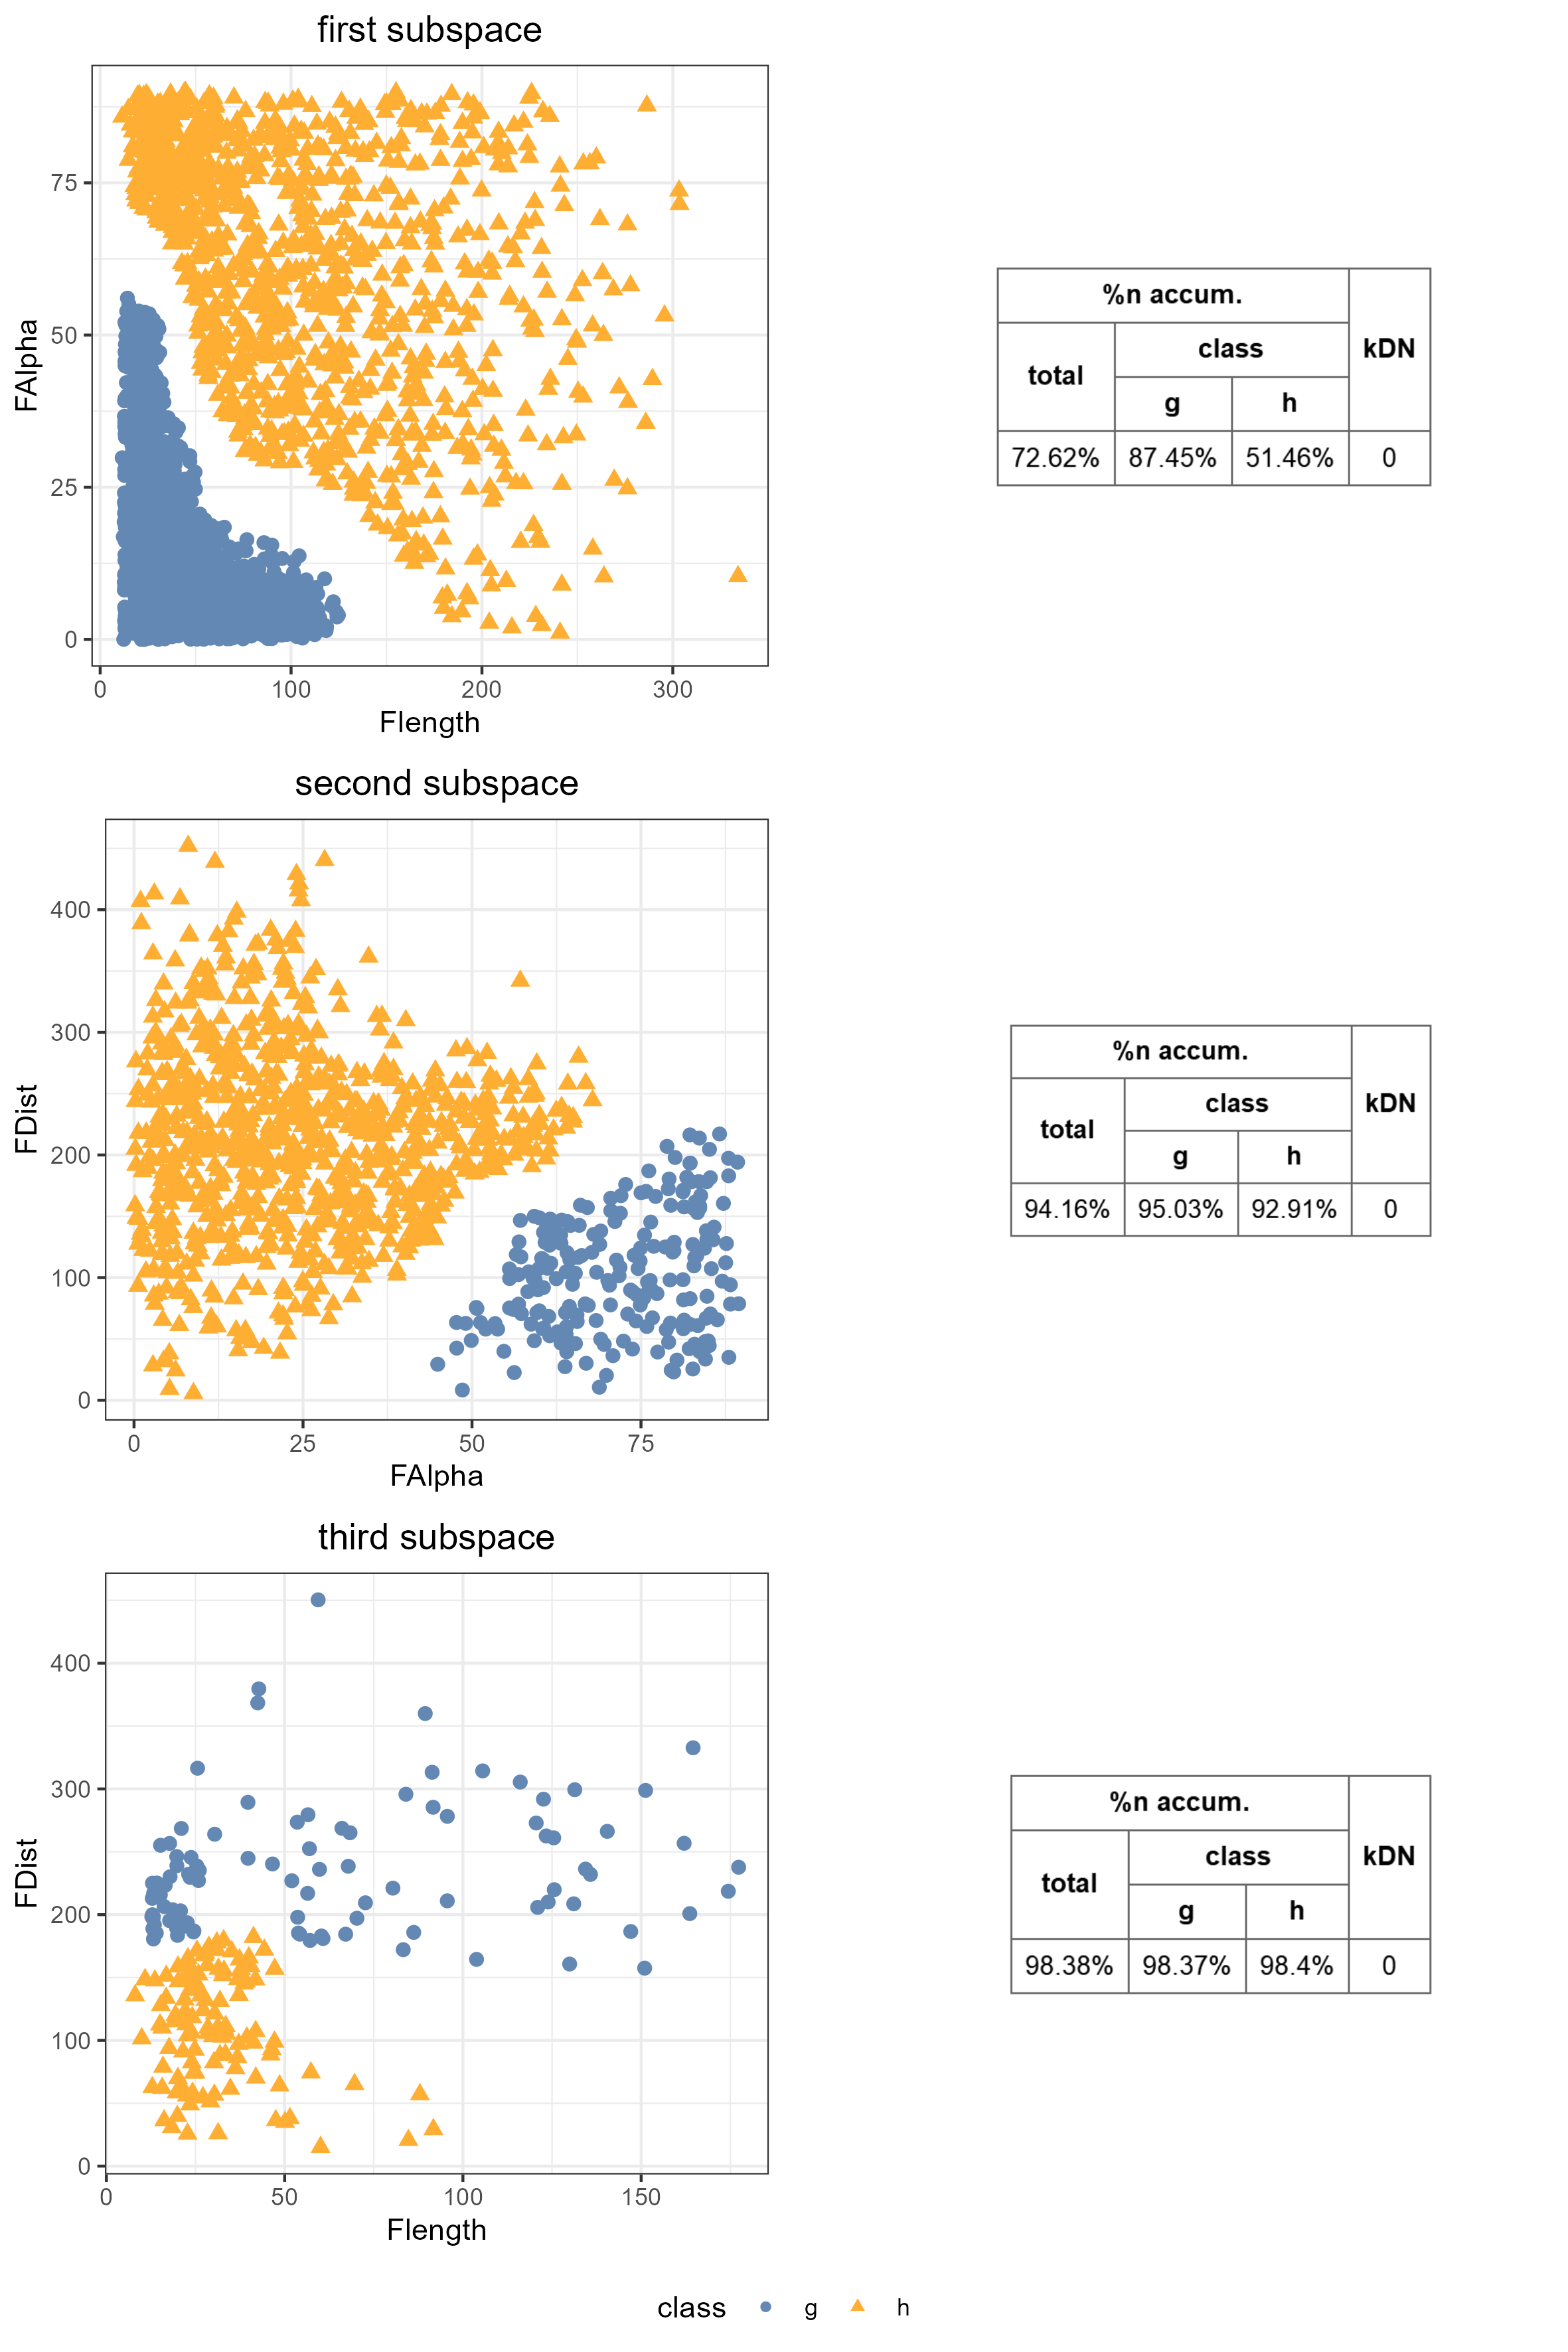 first subspace
FAlpha
75
50
25
0
0 100 200 300
Flength
%n accum. kDN
total class
g h
72.62% 87.45% 51.46% 0
second subspace
FDist
400
300
200
100
0
0 25 50 75
FAlpha
%n accum. kDN
total class
g h
94.16% 95.03% 92.91% 0
third subspace
FDist
400
300
200
100
0
0 50 100 150
Flength
%n accum. kDN
total class
g h
98.38% 98.37% 98.4% 0
class g h